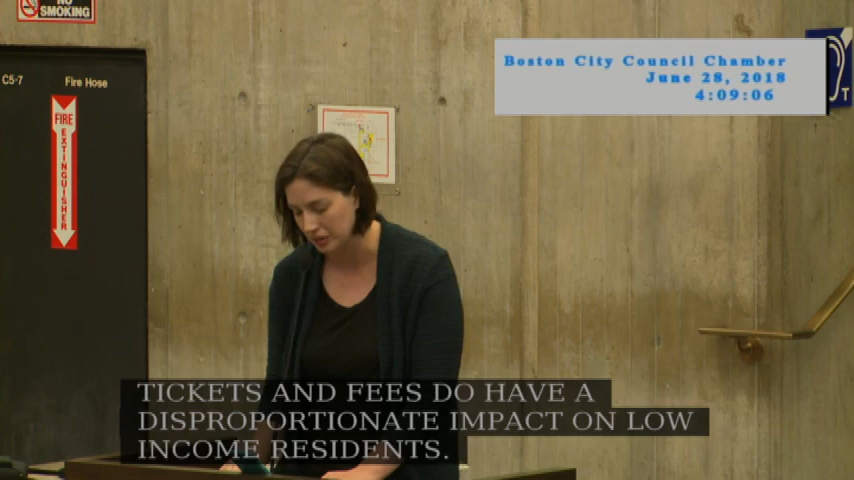 NO
SMOKING
Boston City Council Chamber
June 28, 2018
4:09:06
T
C5-7
Fire Hose
FIRE
EXTINGUISHER
TICKETS AND FEES DO HAVE A
DISPROPORTIONATE IMPACT ON LOW
INCOME RESIDENTS.